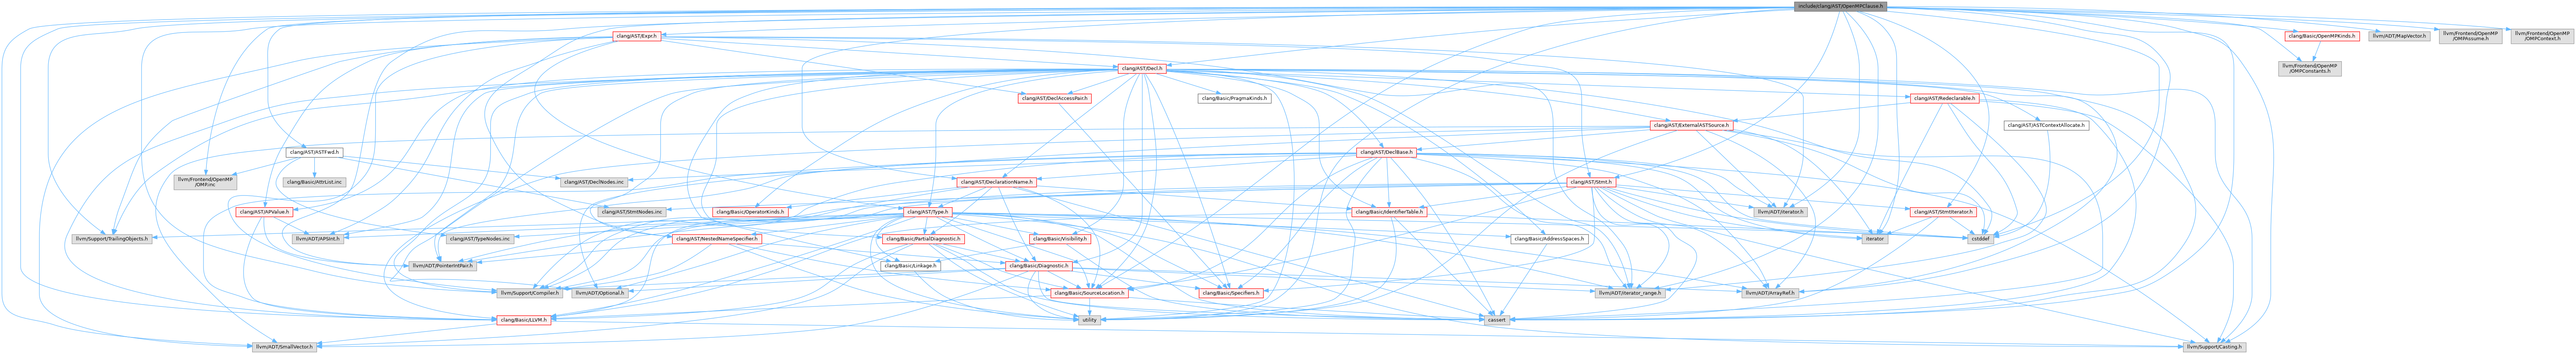 include/clang/AST/OpenMPClause.h
clang/AST/Expr.h
clang/Basic/OpenMPKinds.h
llvm/ADT/MapVector.h
llvm/Frontend/OpenMP
/OMPAssume.h
llvm/Frontend/OpenMP
/OMPContext.h
clang/AST/Decl.h
llvm/Frontend/OpenMP
/OMPConstants.h
clang/AST/DeclAccessPair.h
clang/Basic/PragmaKinds.h
clang/AST/Redeclarable.h
clang/AST/ExternalASTSource.h
clang/AST/ASTContextAllocate.h
clang/AST/ASTFwd.h
clang/AST/DeclBase.h
llvm/Frontend/OpenMP
/OMP.inc
clang/Basic/AttrList.inc
clang/AST/DeclNodes.inc
clang/AST/DeclarationName.h
clang/AST/Stmt.h
clang/AST/APValue.h
clang/AST/StmtNodes.inc
clang/Basic/OperatorKinds.h
clang/AST/Type.h
clang/Basic/IdentifierTable.h
llvm/ADT/iterator.h
clang/AST/StmtIterator.h
llvm/Support/TrailingObjects.h
llvm/ADT/APSInt.h
clang/AST/TypeNodes.inc
clang/AST/NestedNameSpecifier.h
clang/Basic/PartialDiagnostic.h
clang/Basic/Visibility.h
clang/Basic/AddressSpaces.h
iterator
cstddef
llvm/ADT/PointerIntPair.h
clang/Basic/Linkage.h
clang/Basic/Diagnostic.h
llvm/Support/Compiler.h
llvm/ADT/Optional.h
clang/Basic/SourceLocation.h
clang/Basic/Specifiers.h
llvm/ADT/iterator_range.h
llvm/ADT/ArrayRef.h
clang/Basic/LLVM.h
utility
cassert
llvm/ADT/SmallVector.h
llvm/Support/Casting.h